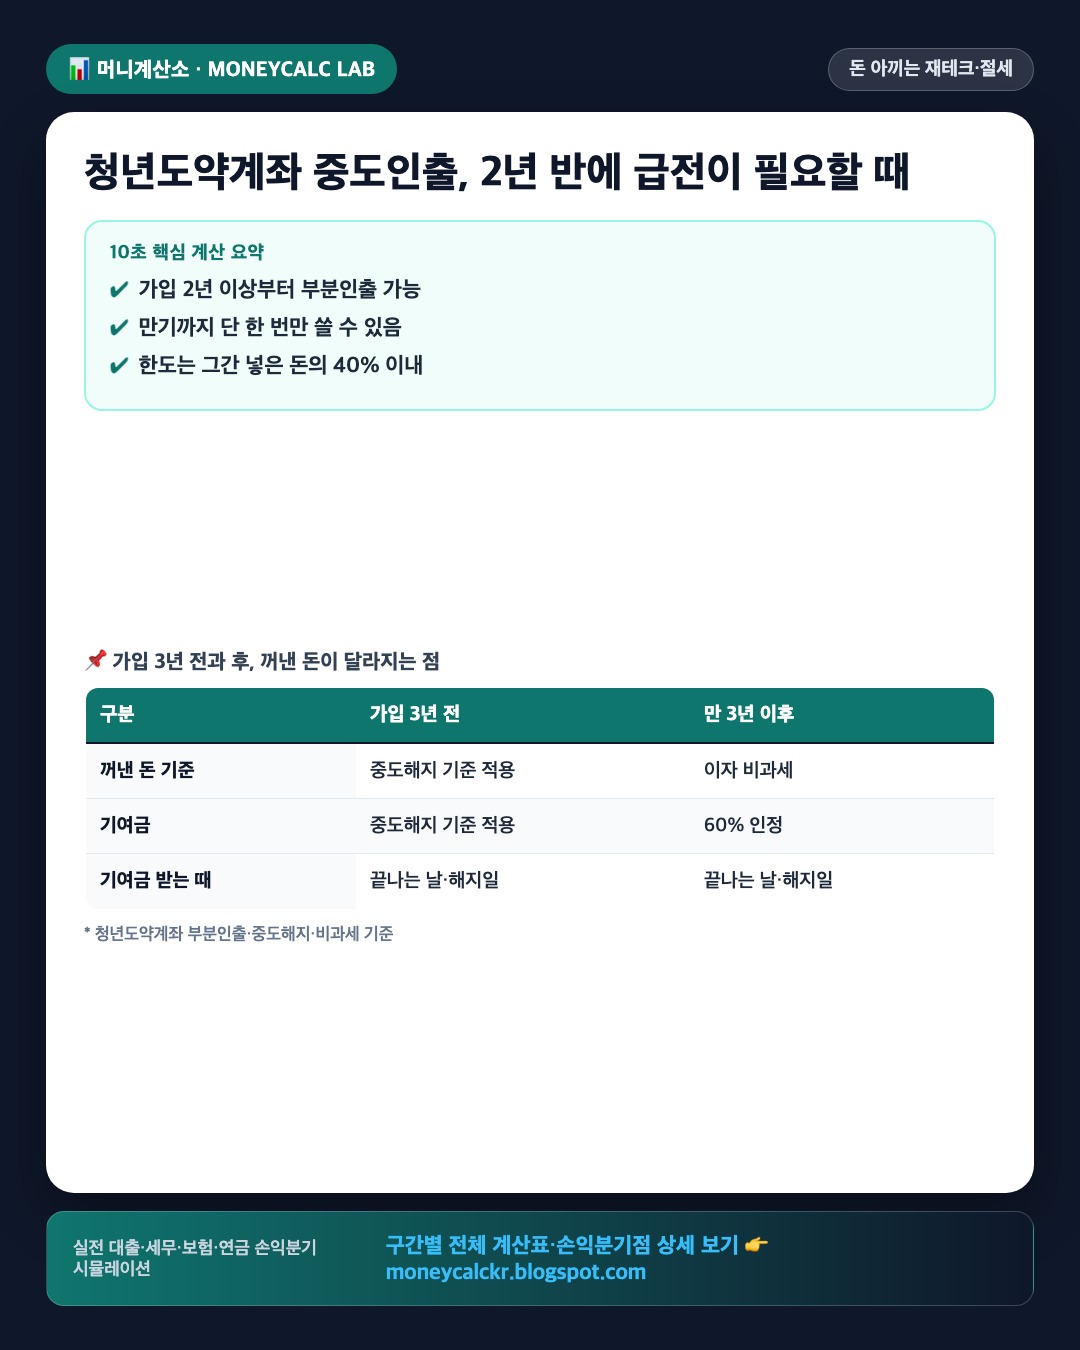 머니계산소 · MONEYCALC LAB
돈 아끼는 재테크·절세
청년도약계좌 중도인출, 2년 반에 급전이 필요할 때
10초 핵심 계산 요약
✔ 가입 2년 이상부터 부분인출 가능
✔ 만기까지 단 한 번만 쓸 수 있음
✔ 한도는 그간 넣은 돈의 40% 이내
📌 가입 3년 전과 후, 꺼낸 돈이 달라지는 점
구분 가입 3년 전 만 3년 이후
꺼낸 돈 기준 중도해지 기준 적용 이자 비과세
기여금 중도해지 기준 적용 60% 인정
기여금 받는 때 끝나는 날·해지일 끝나는 날·해지일
* 청년도약계좌 부분인출·중도해지·비과세 기준
실전 대출·세무·보험·연금 손익분기
시뮬레이션
구간별 전체 계산표·손익분기점 상세 보기 👉
moneycalckr.blogspot.com